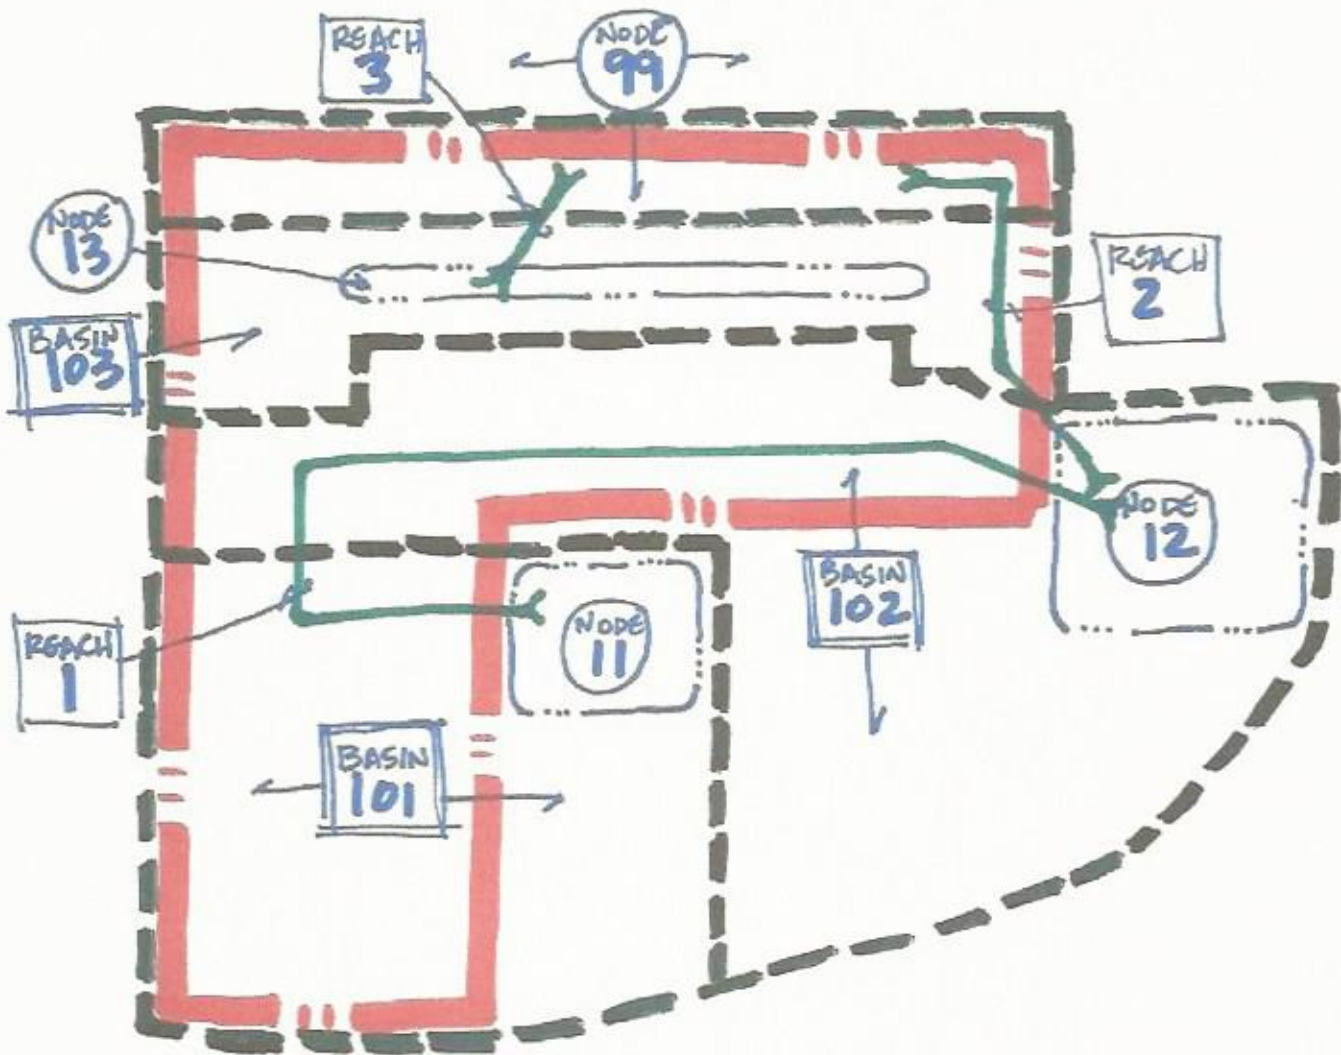 REACH
3
NODE
99
NODE
13
REACH
2
BASIN
103
NODE
12
BASIN
102
REACH
1
NODE
11
BASIN
101